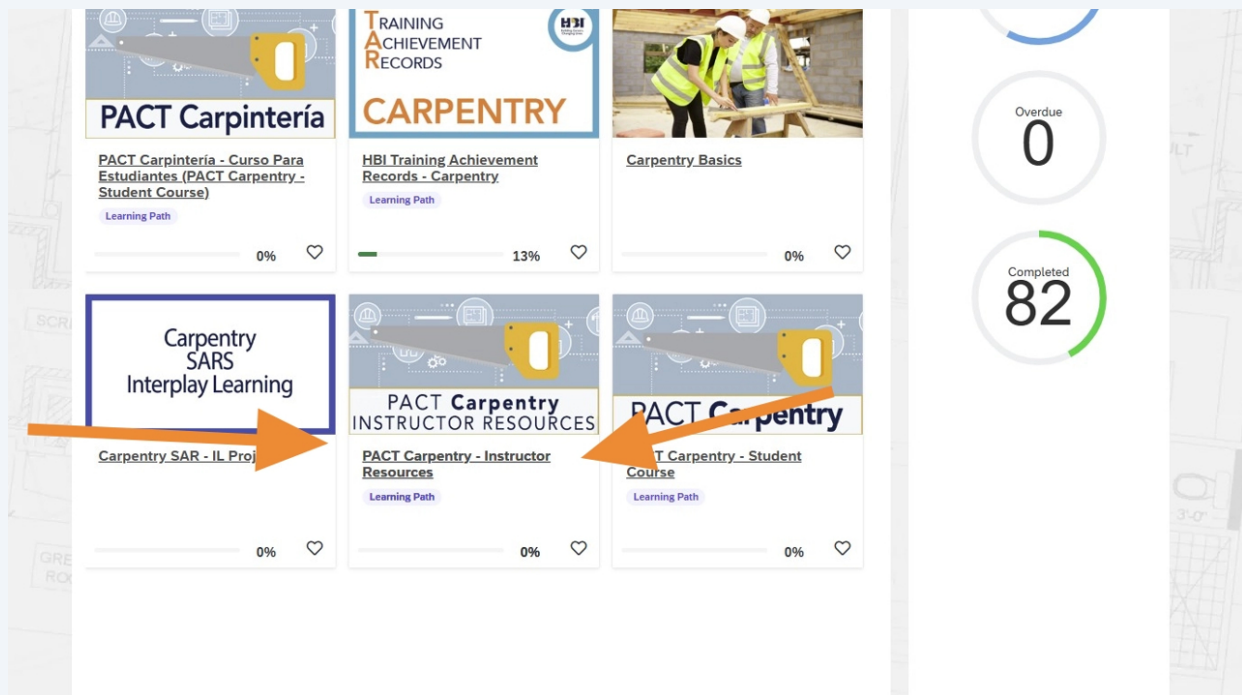 TRAINING
ACHIEVEMENT
RECORDS
HBI
PACT Carpintería
CARPENTRY
PACT Carpintería - Curso Para
Estudiantes (PACT Carpentry -
Student Course)
Learning Path
0%
HBI Training Achievement
Records - Carpentry
Learning Path
13%
Carpentry Basics
0%
Carpentry
SARS
Interplay Learning
Carpentry SAR - IL Proj
0%
PACT Carpentry
INSTRUCTOR RESOURCES
PACT Carpentry - Instructor
Resources
Learning Path
0%
PACT Carpentry
Carpentry - Student
Course
Learning Path
0%
Overdue
0
Completed
82
3'-0"